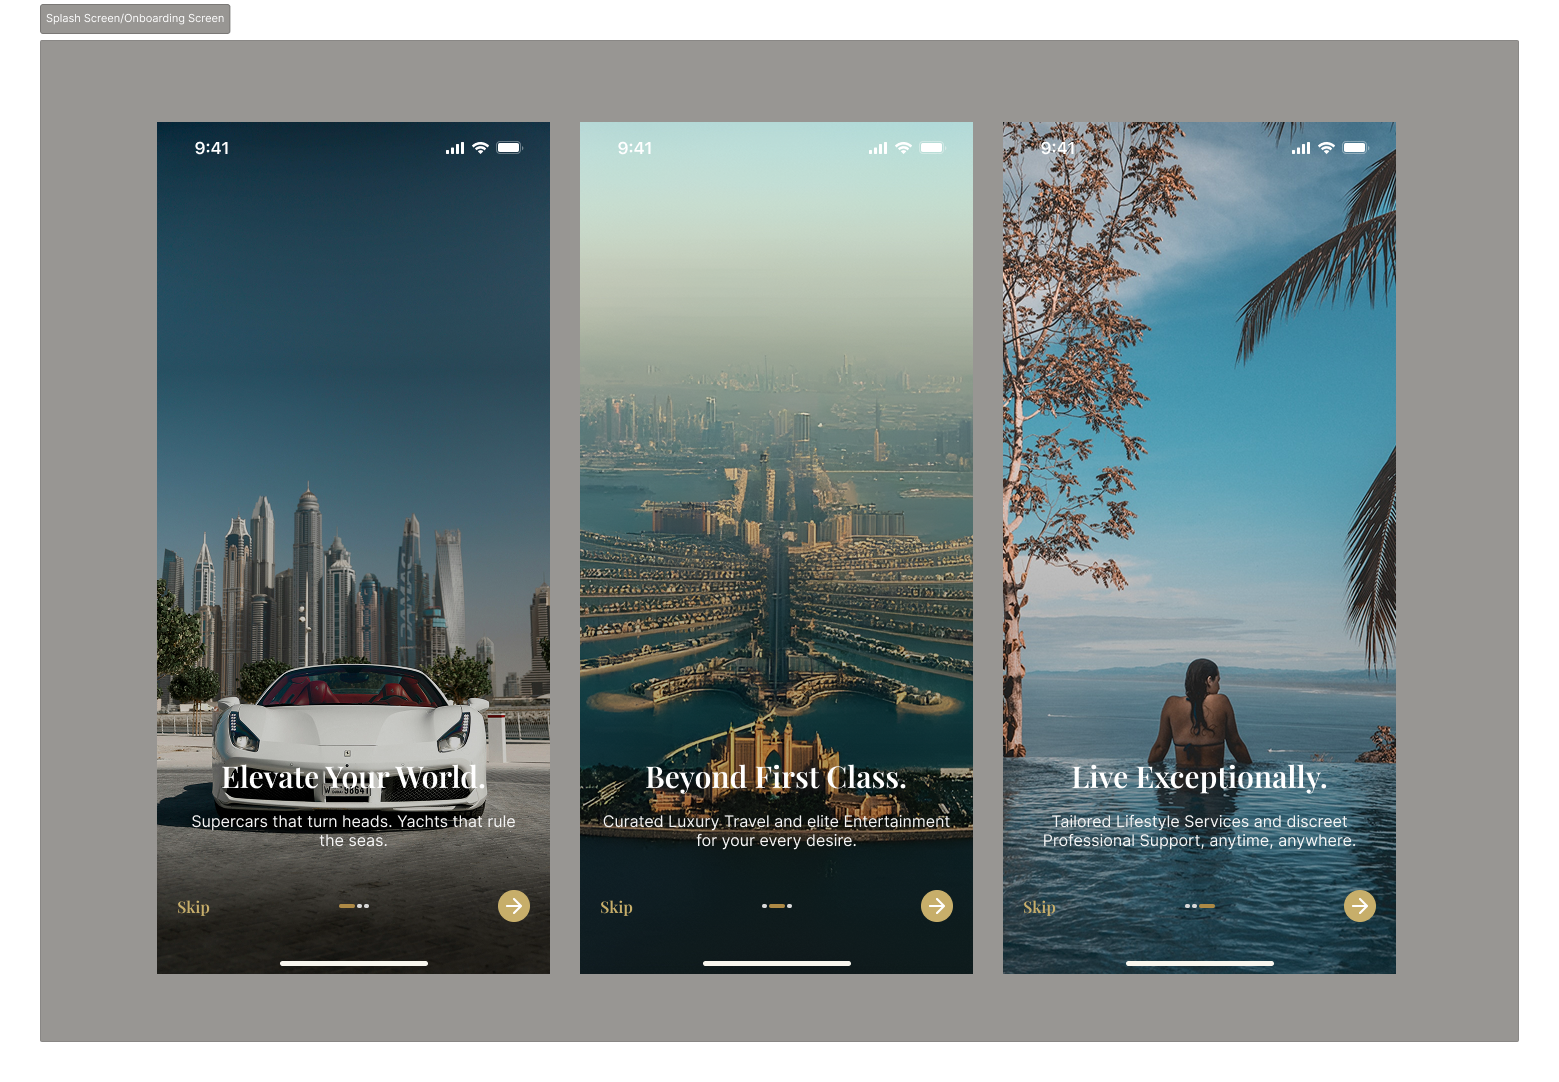 Splash Screen/Onboarding Screen
9:41
Elevate Your World.
Supercars that turn heads. Yachts that rule
the seas.
Skip
9:41
Beyond First Class.
Curated Luxury Travel and elite Entertainment
for your every desire.
Skip
9:41
Live Exceptionally.
Tailored Lifestyle Services and discreet
Professional Support, anytime, anywhere.
Skip